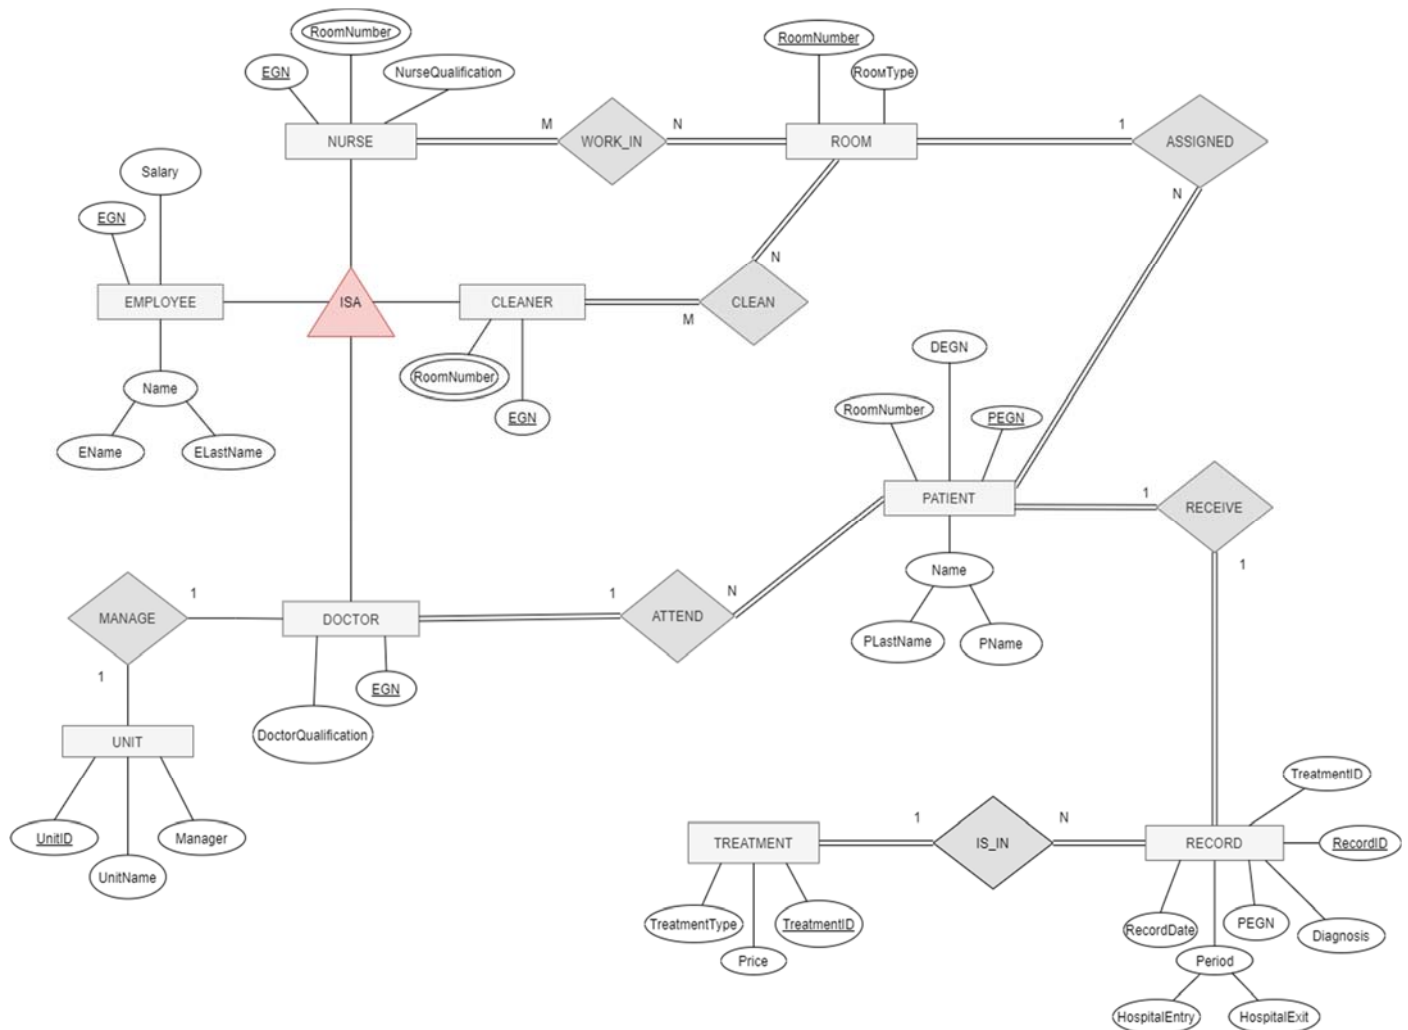 RoomNumber
RoomNumber
EGN
NurseQualification
RooмType
M
N
1
NURSE
WORK_IN
ROOM
ASSIGNED
Salary
N
EGN
N
EMPLOYEE
ISA
CLEANER
CLEAN
M
DEGN
RoomNumber
Name
RoomNumber
PEGN
EGN
EName
ELastName
PATIENT
1
RECEIVE
1
Name
1
1
N
MANAGE
DOCTOR
ATTEND
PLastName
PName
1
EGN
DoctorQualification
UNIT
TreatmentID
1
N
UnitID
Manager
TREATMENT
IS_IN
RECORD
RecordID
UnitName
TreatmentType
TreatmentID
RecordDate
PEGN
Diagnosis
Price
Period
HospitalEntry
HospitalExit